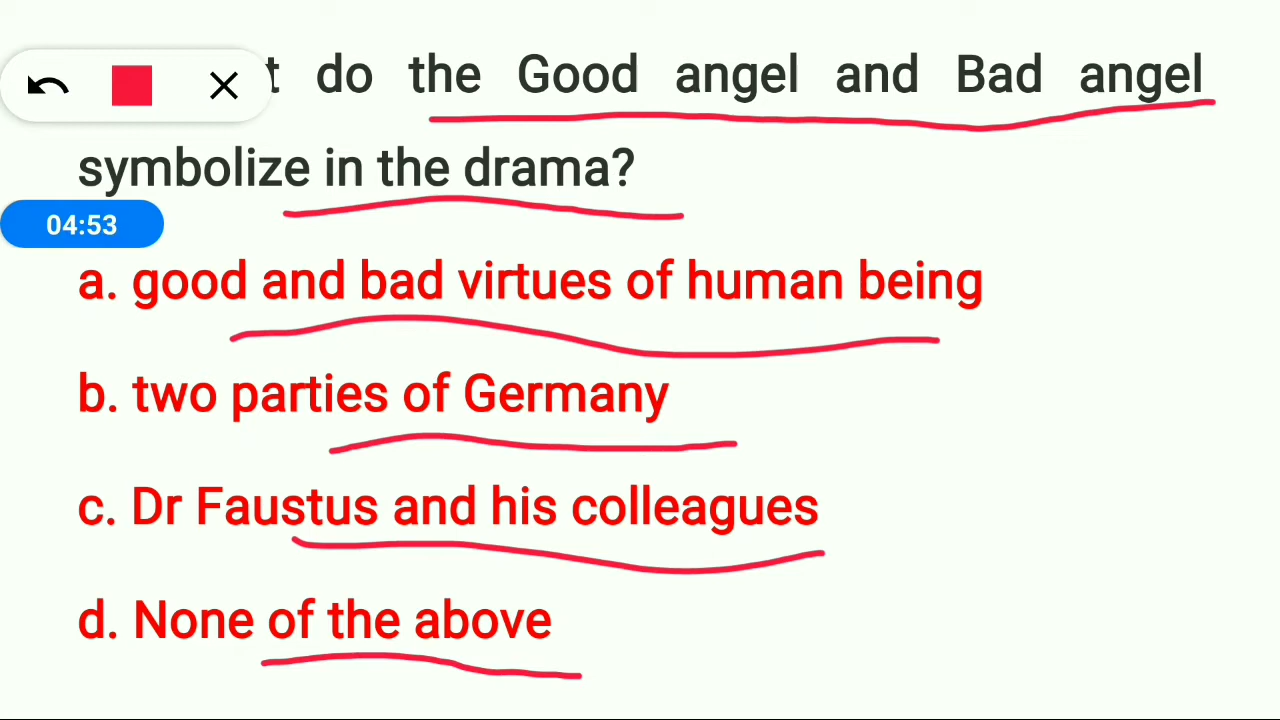 do the Good angel and Bad angel
symbolize in the drama?
04:53
a. good and bad virtues of human being
b. two parties of Germany
c. Dr Faustus and his colleagues
d. None of the above